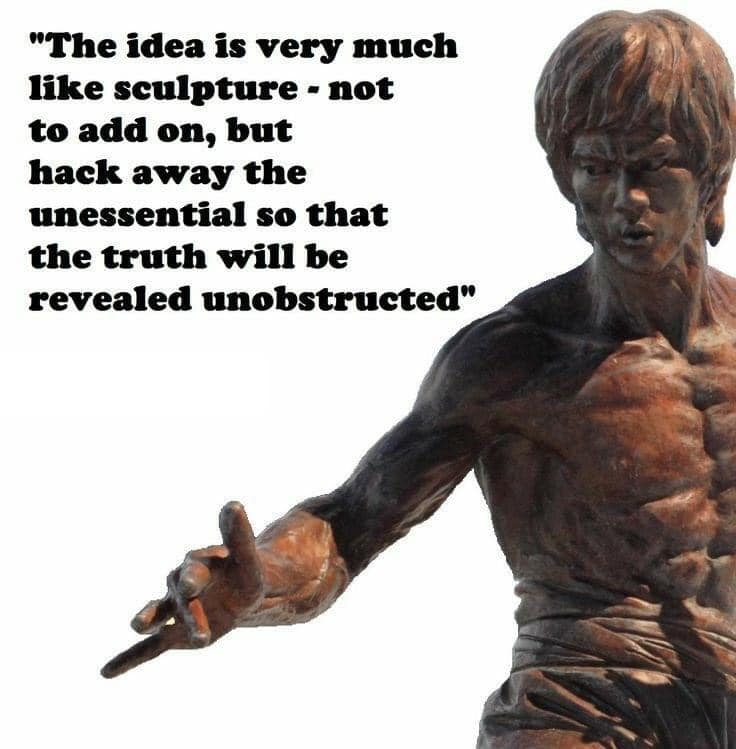 "The idea is very much
like sculpture - not
to add on, but
hack away the
unessential so that
the truth will be
revealed unobstructed"